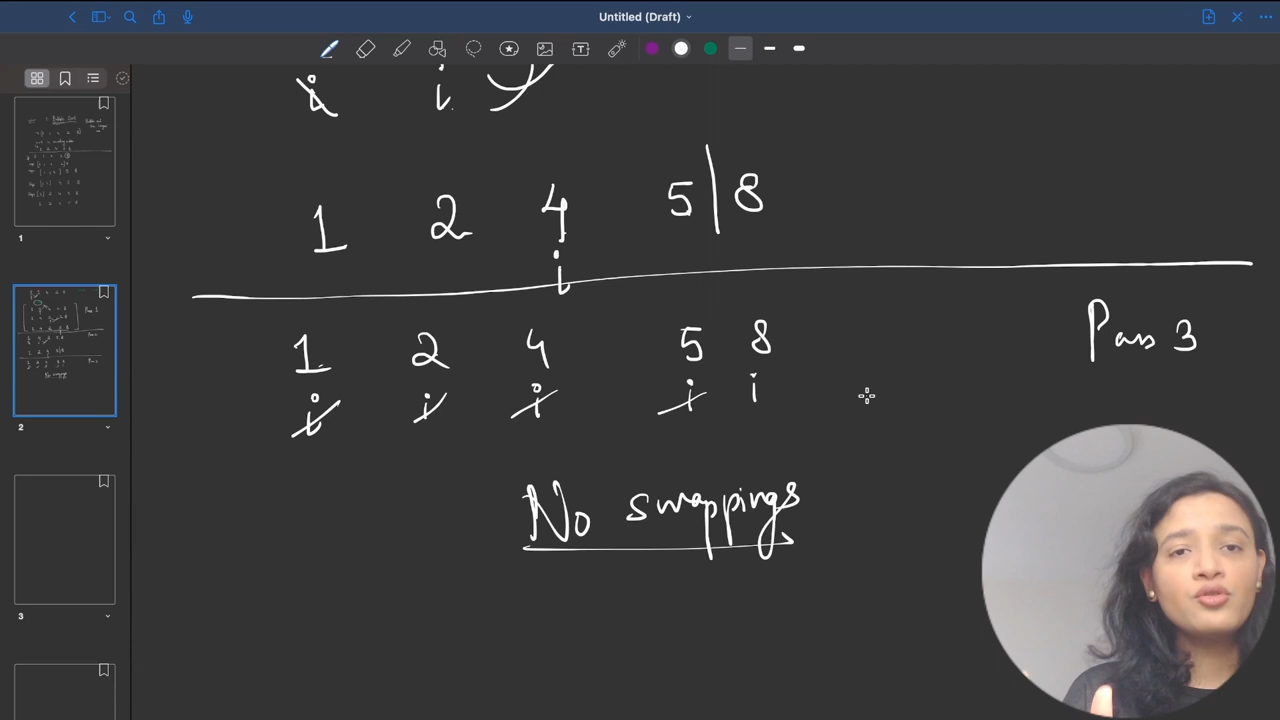 Untitled (Draft)
i i
1 2 4 5 | 8
i
1 2 4 5 8
Pass 3
i i i i i
No swappings
1
2
3